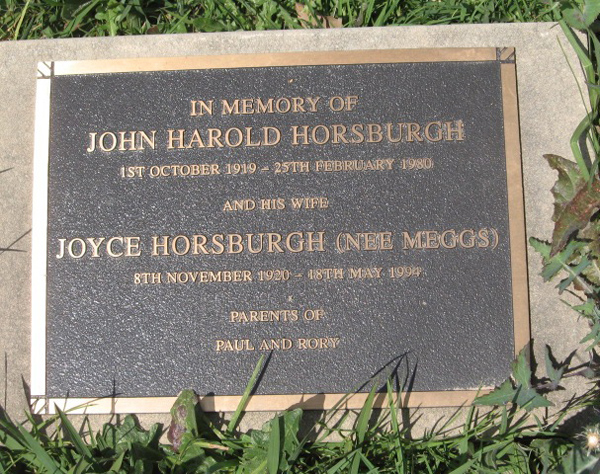 IN MEMORY OF
JOHN HAROLD HORSBURGH
1ST OCTOBER 1919 - 25TH FEBRUARY 1980
AND HIS WIFE
JOYCE HORSBURGH (NEE MEGGS)
8TH NOVEMBER 1920 - 18TH MAY 1994
PARENTS OF
PAUL AND RORY